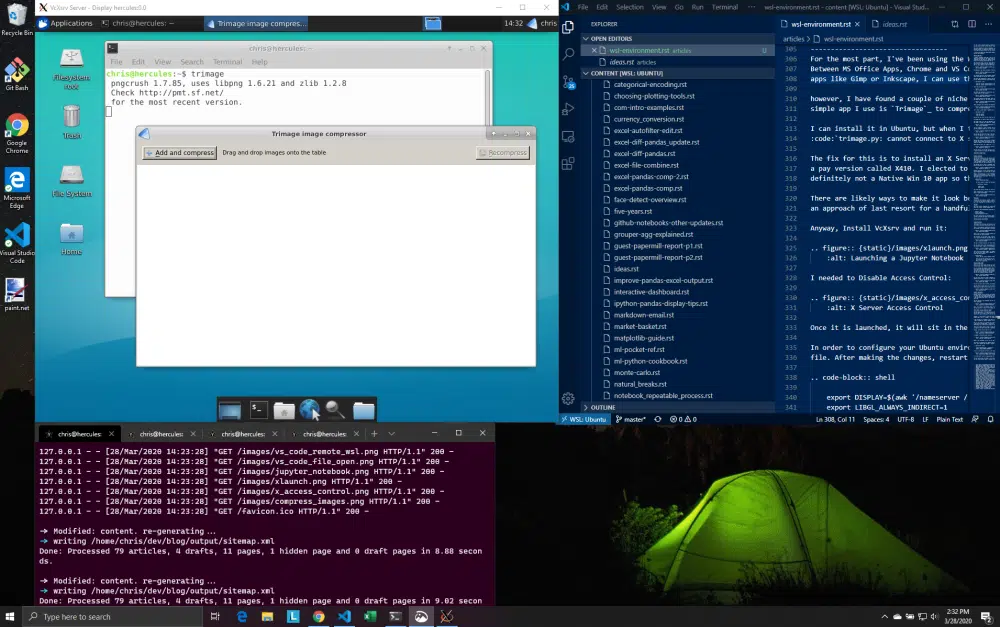 VcXsrv Server - Display hercules:0.0
Applications
chris@hercules: ~
Trimage image compres...
14:32
chris
Recycle Bin
Git Bash
Google Chrome
Microsoft Edge
Visual Studio Code
paint.net
Filesystem root
Trash
File System
Home
chris@hercules: ~
File Edit View Search Terminal Help
chris@hercules:~$ trimage
pngcrush 1.7.85, uses libpng 1.6.21 and zlib 1.2.8
Check http://pmt.sf.net/
for the most recent version.
Trimage image compressor
Add and compress
Drag and drop images onto the table
Recompress
File Edit Selection View Go Run Terminal ...
wsl-environment.rst - content [WSL: Ubuntu] - Visual Stud...
EXPLORER
OPEN EDITORS
wsl-environment.rst articles U
ideas.rst articles
CONTENT [WSL: UBUNTU]
categorical-encoding.rst
choosing-plotting-tools.rst
com-intro-examples.rst
currency_conversion.rst
excel-autofilter-edit.rst
excel-diff-pandas_update.rst
excel-diff-pandas.rst
excel-file-combine.rst
excel-pandas-comp-2.rst
excel-pandas-comp.rst
face-detect-overview.rst
five-years.rst
github-notebooks-other-updates.rst
grouper-agg-explained.rst
guest-papermill-report-p1.rst
guest-papermill-report-p2.rst
ideas.rst
improve-pandas-excel-output.rst
interactive-dashboard.rst
ipython-pandas-display-tips.rst
markdown-email.rst
market-basket.rst
matplotlib-guide.rst
ml-pocket-ref.rst
ml-python-cookbook.rst
monte-carlo.rst
natural_breaks.rst
notebook_repeatable_process.rst
OUTLINE
wsl-environment.rst
ideas.rst
articles > wsl-environment.rst
305 --------------------------------
306 For the most part, I've been using the
307 Between MS Office Apps, Chrome and VS C
308 apps like Gimp or Inkscape, I can use th
309
310 however, I have found a couple of niche
311 simple app I use is `Trimage`_ to compr
312
313 I can install it in Ubuntu, but when I
314 :code:`trimage.py: cannot connect to X
315
316 The fix for this is to install an X Serv
317 a pay version called X410. I elected to
318 definitely not a Native Win 10 app so th
319
320 There are likely ways to make it look be
321 an approach of last resort for a handfu
322
323 Anyway, Install VcXsrv and run it:
324
325 .. figure:: {static}/images/xlaunch.png
326 :alt: Launching a Jupyter Notebook
327
328 I needed to Disable Access Control:
329
330 .. figure:: {static}/images/x_access_co
331 :alt: X Server Access Control
332
333 Once it is launched, it will sit in the
334
335 In order to configure your Ubuntu envir
336 file. After making the changes, restart
337
338 .. code-block:: shell
339
340 export DISPLAY=$(awk '/nameserver /
341 export LIBGL_ALWAYS_INDIRECT=1
WSL: Ubuntu
master*
0 0
Ln 308, Col 11 Spaces: 4 UTF-8 LF Plain Text
chris@hercules: chris@hercules: chris@hercules: chris@hercules:
127.0.0.1 - - [28/Mar/2020 14:23:28] "GET /images/vs_code_remote_wsl.png HTTP/1.1" 200 -
127.0.0.1 - - [28/Mar/2020 14:23:28] "GET /images/vs_code_file_open.png HTTP/1.1" 200 -
127.0.0.1 - - [28/Mar/2020 14:23:28] "GET /images/jupyter_notebook.png HTTP/1.1" 200 -
127.0.0.1 - - [28/Mar/2020 14:23:28] "GET /images/xlaunch.png HTTP/1.1" 200 -
127.0.0.1 - - [28/Mar/2020 14:23:28] "GET /images/x_access_control.png HTTP/1.1" 200 -
127.0.0.1 - - [28/Mar/2020 14:23:28] "GET /images/compress_images.png HTTP/1.1" 200 -
127.0.0.1 - - [28/Mar/2020 14:23:28] "GET /favicon.ico HTTP/1.1" 200 -
-> Modified: content. re-generating...
-> writing /home/chris/dev/blog/output/sitemap.xml
Done: Processed 79 articles, 4 drafts, 11 pages, 1 hidden page and 0 draft pages in 8.88 secon
ds.
-> Modified: content. re-generating...
-> writing /home/chris/dev/blog/output/sitemap.xml
Done: Processed 79 articles, 4 drafts, 11 pages, 1 hidden page and 0 draft pages in 9.02 secon
Type here to search
2:32 PM
3/28/2020